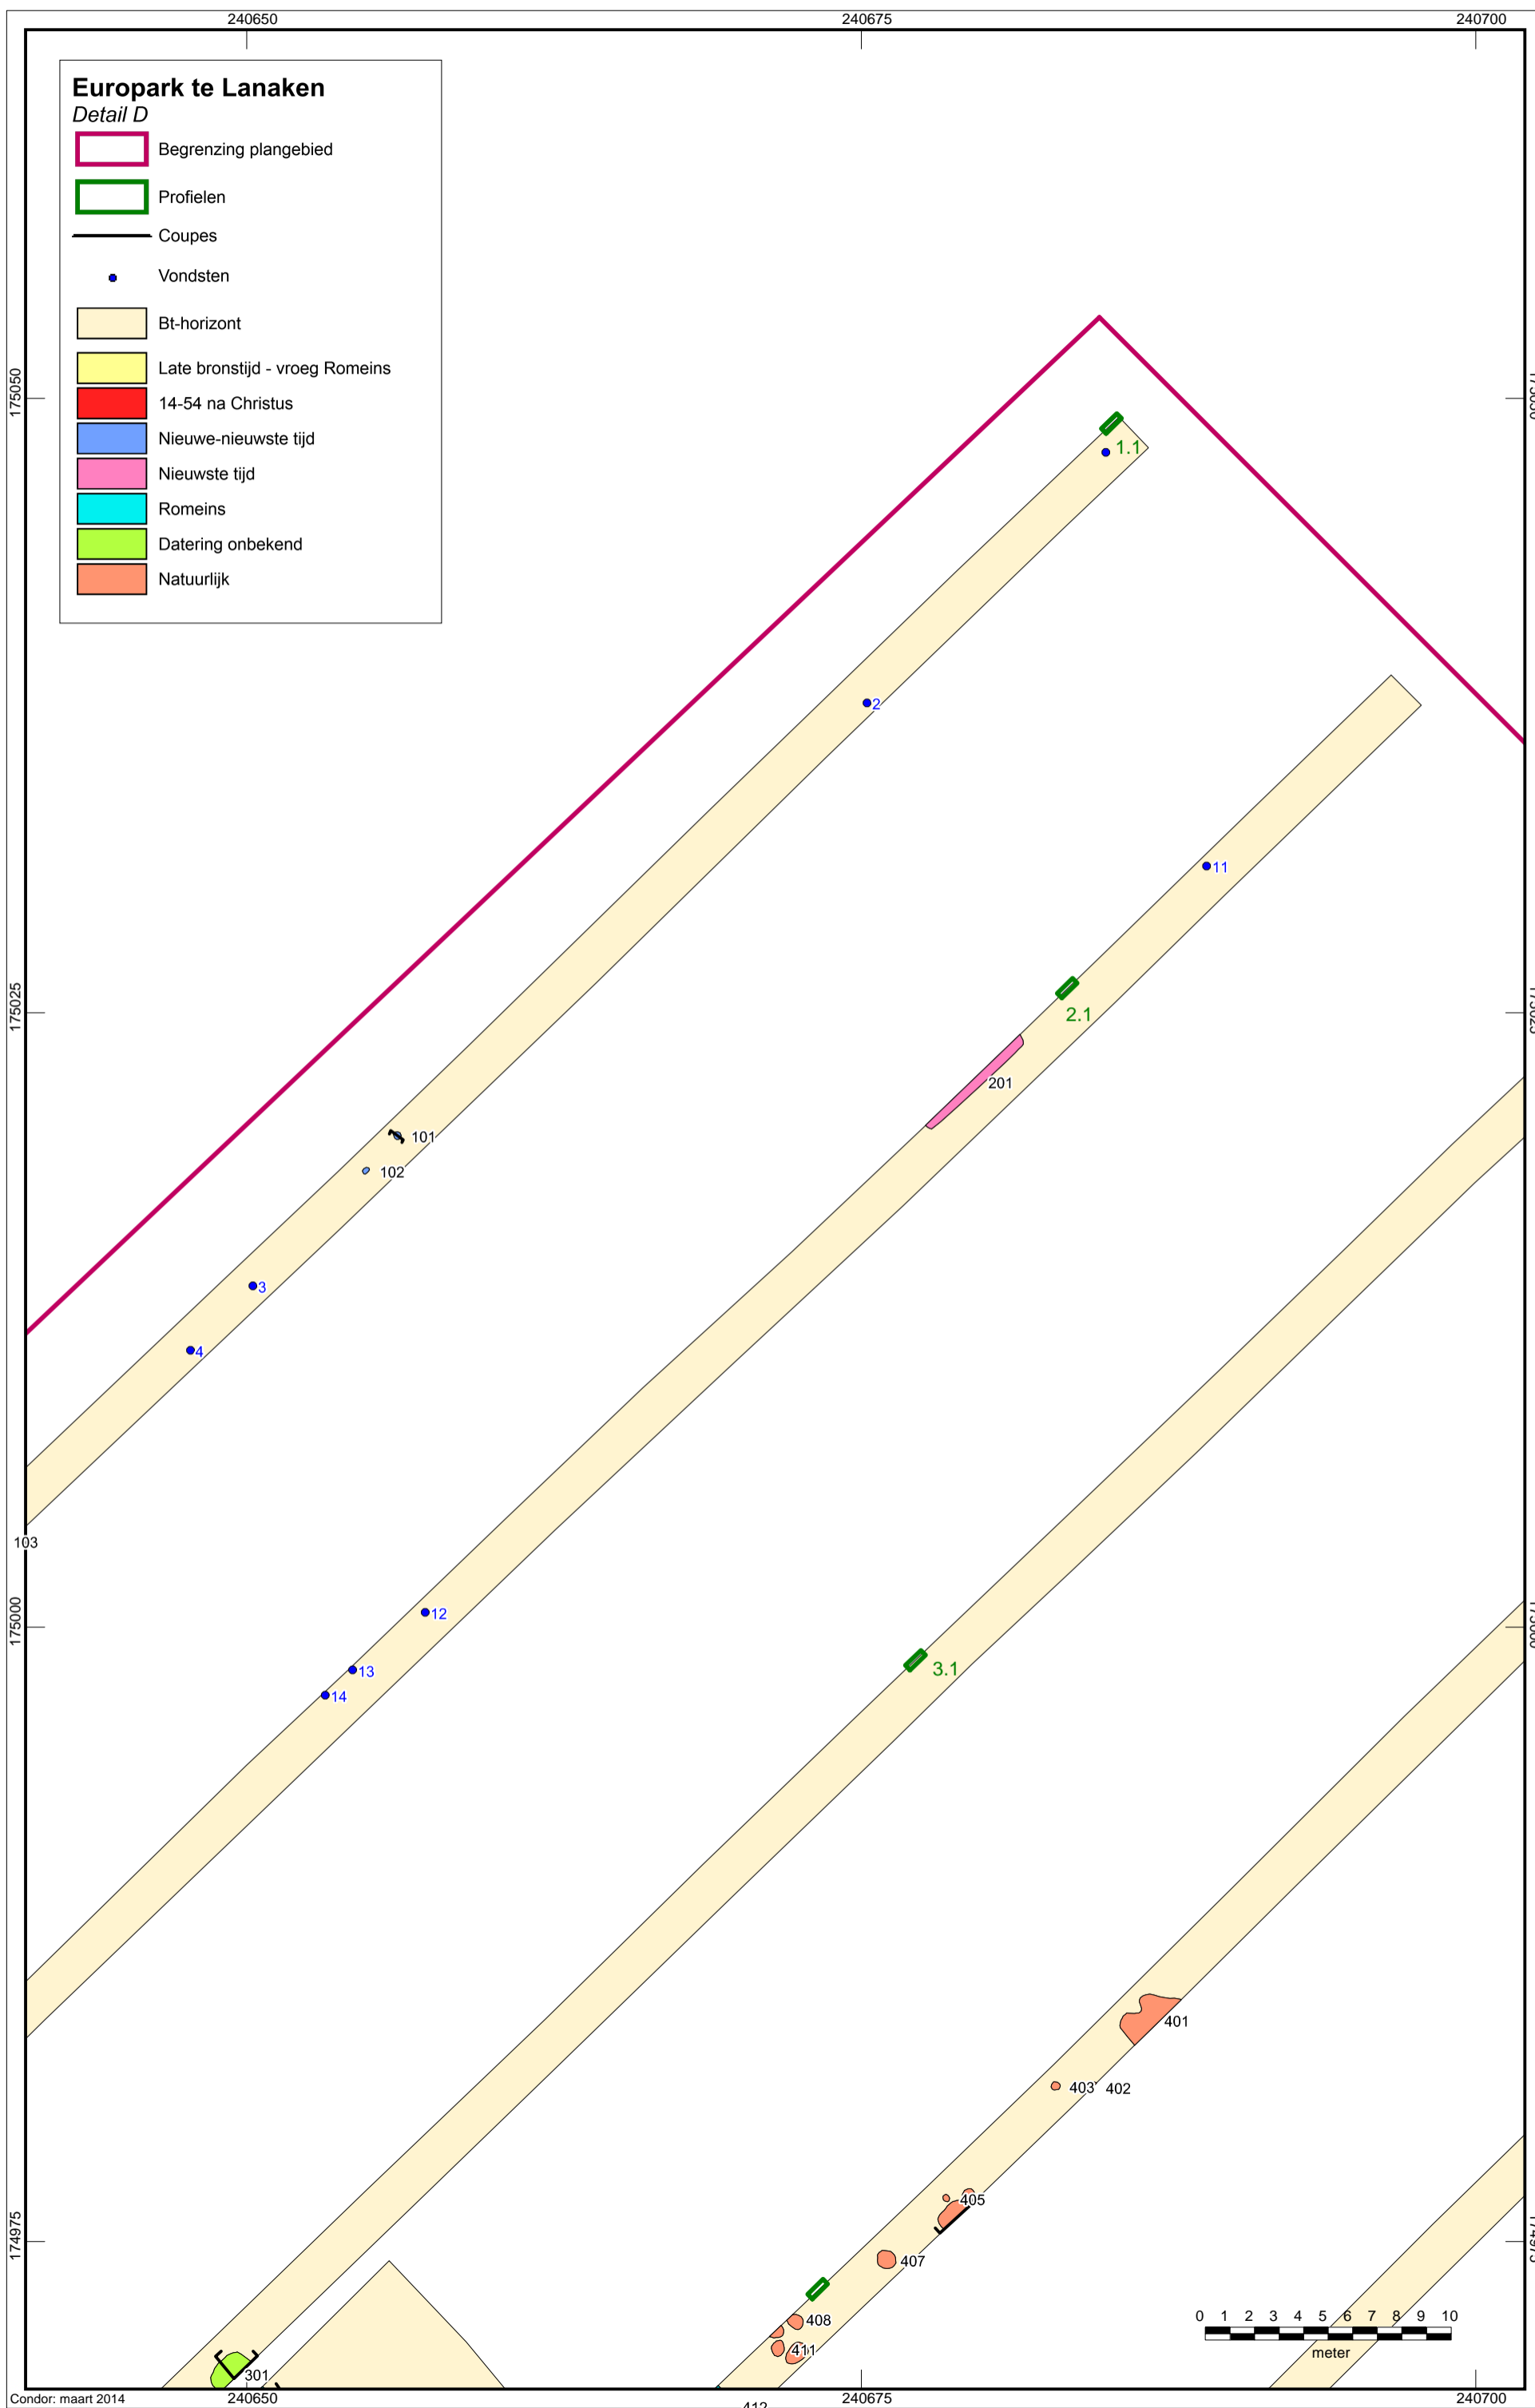 240650
240675
240700
Europark te Lanaken
Detail D
Begrenzing plangebied
Profielen
Coupes
Vondsten
Bt-horizont
Late bronstijd - vroeg Romeins
14-54 na Christus
Nieuwe-nieuwste tijd
Nieuwste tijd
Romeins
Datering onbekend
Natuurlijk
175050
1.1
2
11
175025
2.1
201
101
102
3
4
103
12
175000
13
14
3.1
401
403
402
405
174975
407
408
411
301
0 1 2 3 4 5 6 7 8 9 10
meter
Condor: maart 2014
240650
240675
240700